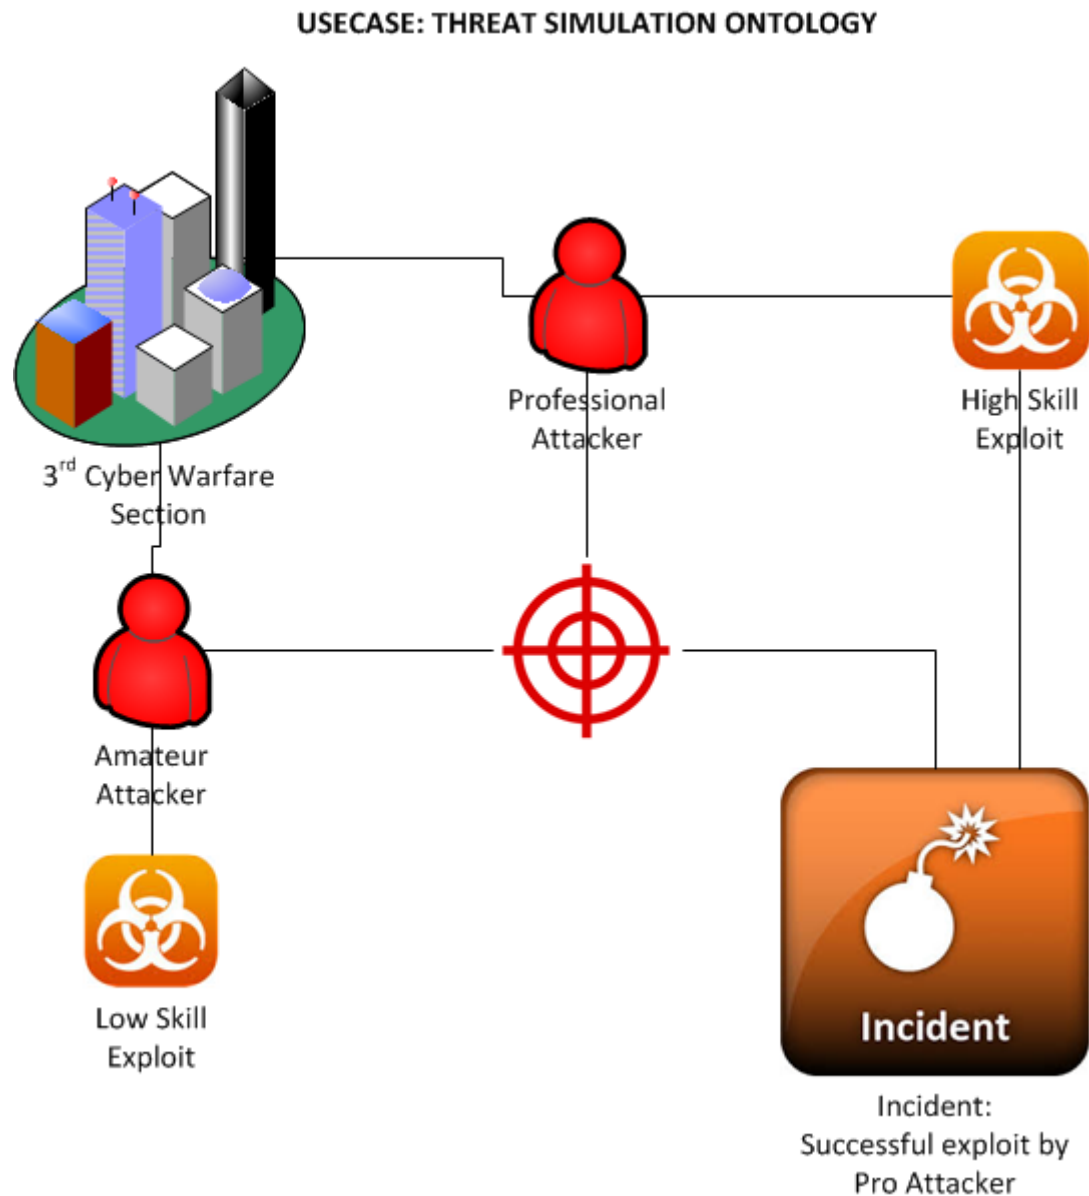 USECASE: THREAT SIMULATION ONTOLOGY
Professional
Attacker
High Skill
Exploit
3rd Cyber Warfare
Section
Amateur
Attacker
Low Skill
Exploit
Incident
Incident:
Successful exploit by
Pro Attacker